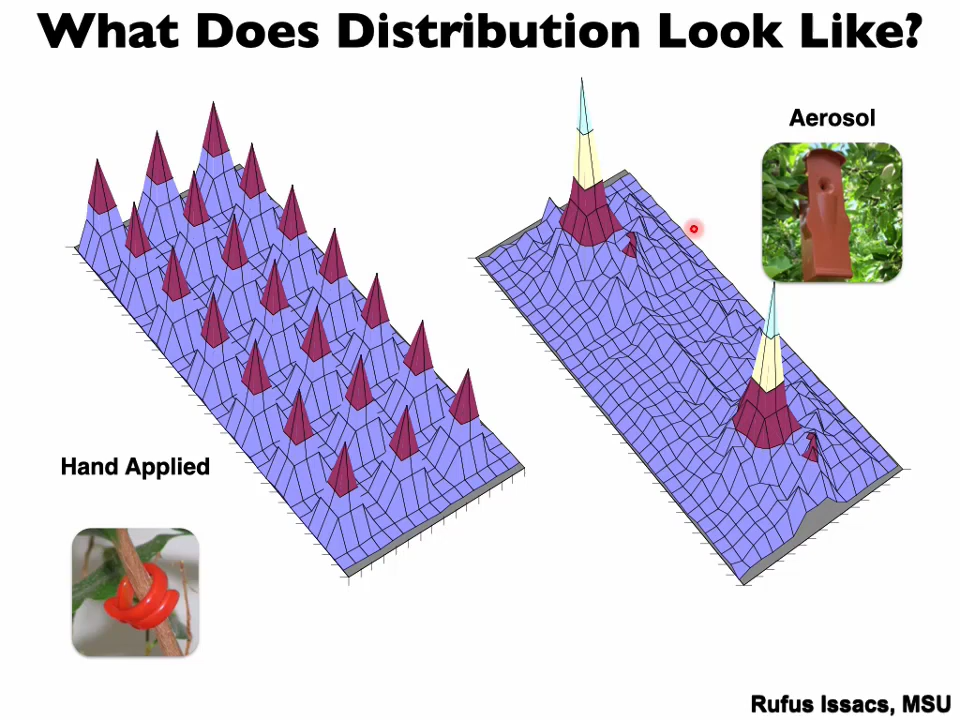 What Does Distribution Look Like?
Aerosol
Hand Applied
Rufus Issacs, MSU